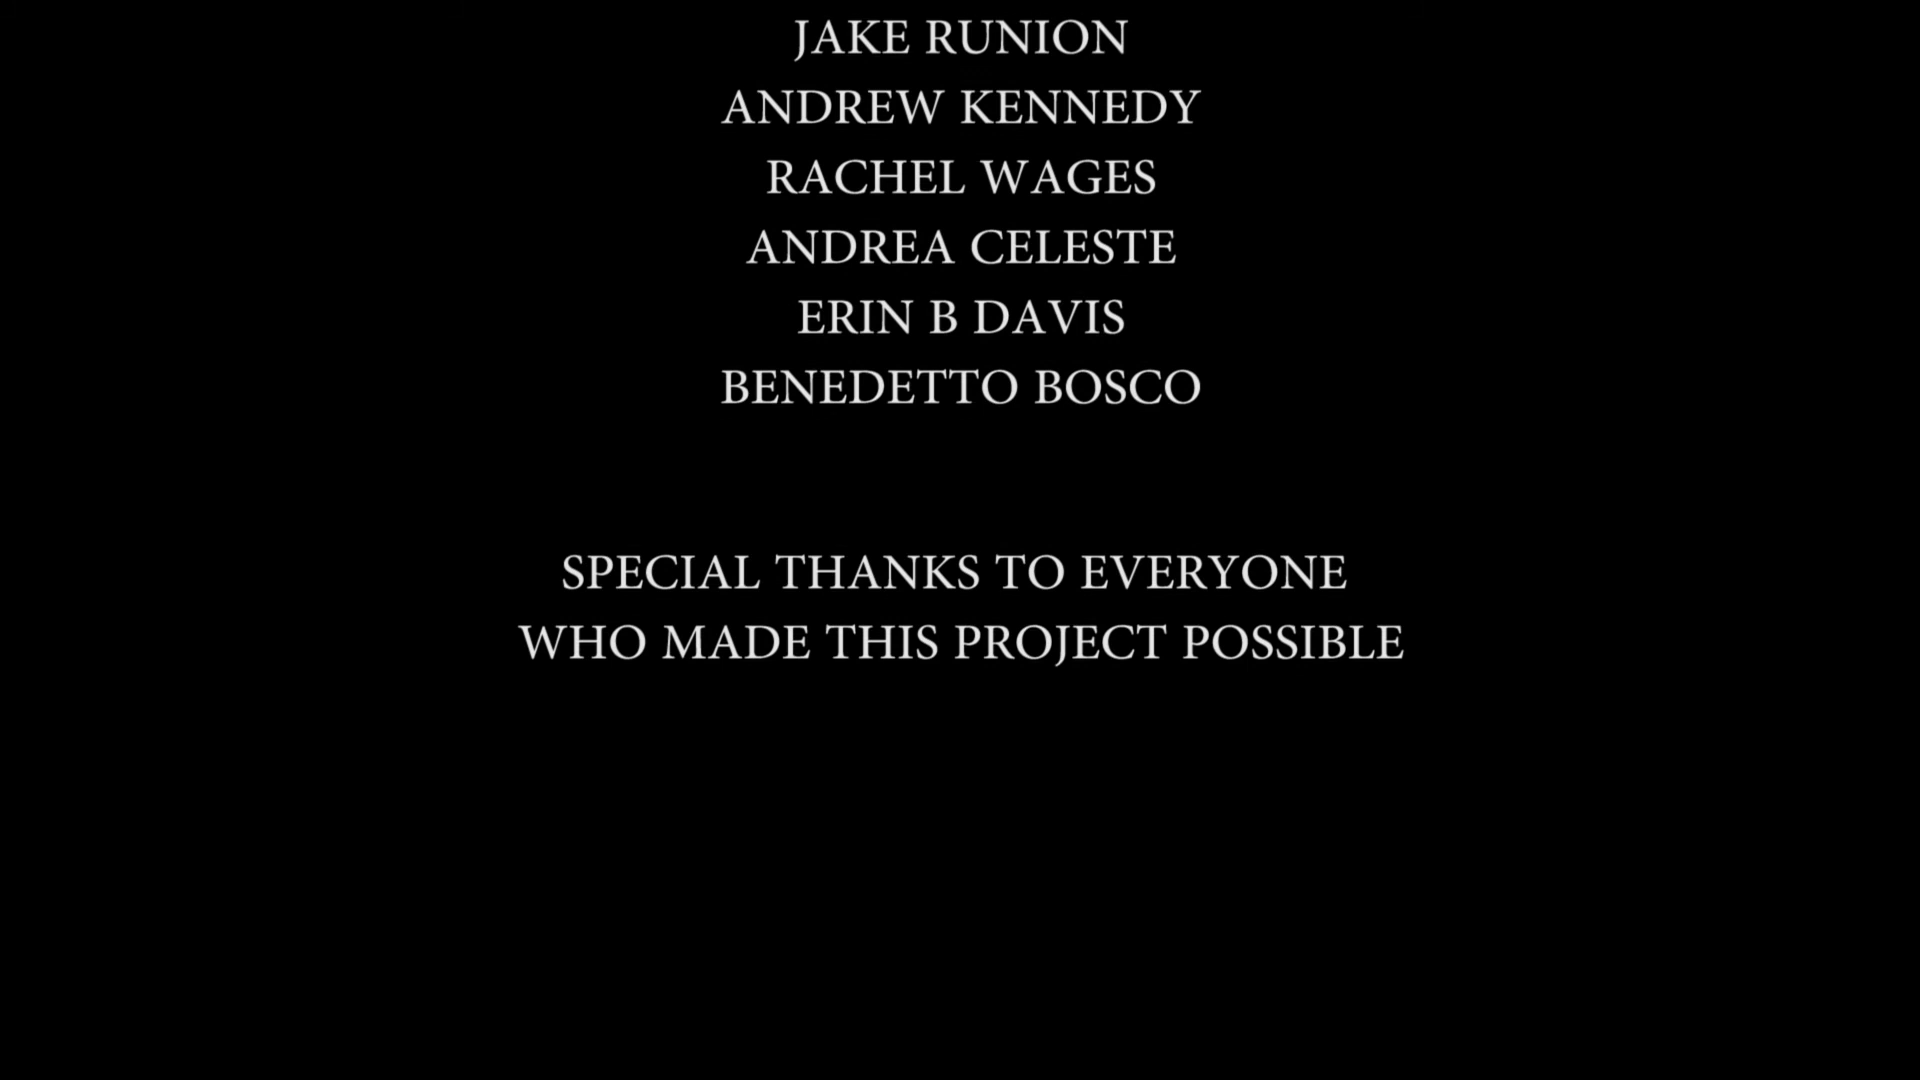 JAKE RUNION
ANDREW KENNEDY
RACHEL WAGES
ANDREA CELESTE
ERIN B DAVIS
BENEDETTO BOSCO
SPECIAL THANKS TO EVERYONE
WHO MADE THIS PROJECT POSSIBLE